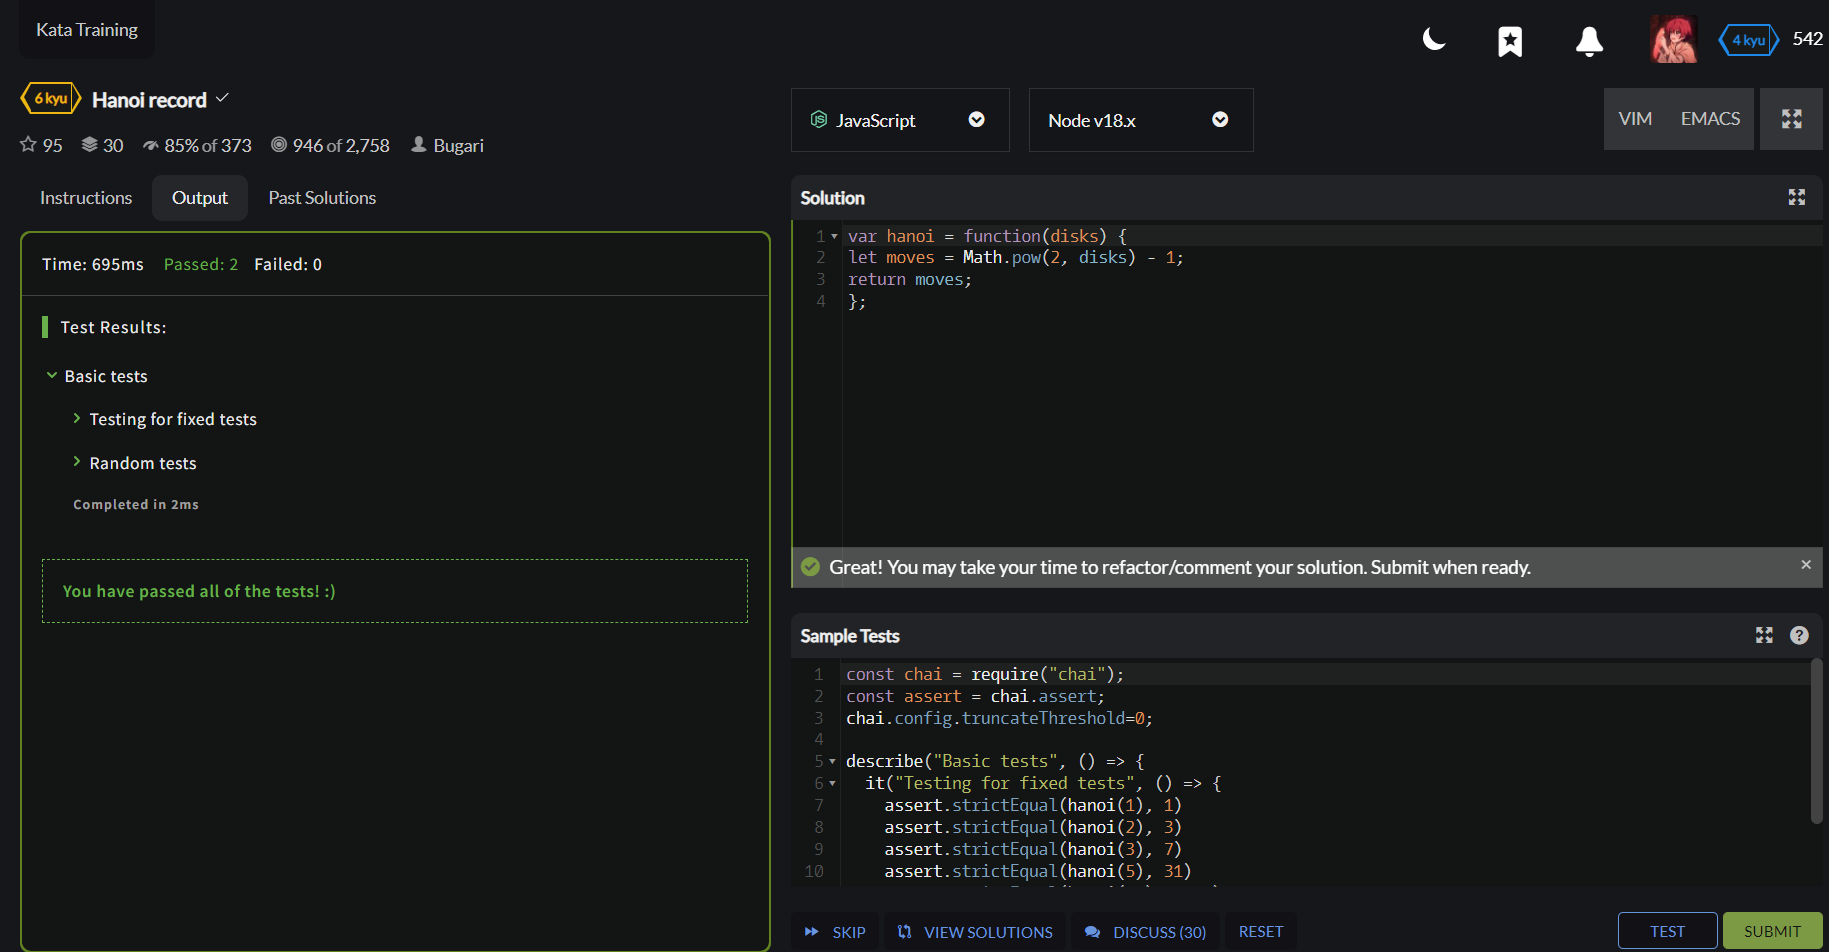 Kata Training
4 kyu 542
6 kyu Hanoi record
95 30 85% of 373 946 of 2,758 Bugari
Instructions Output Past Solutions
Time: 695ms Passed: 2 Failed: 0
Test Results:
Basic tests
Testing for fixed tests
Random tests
Completed in 2ms
You have passed all of the tests! :)
JavaScript Node v18.x VIM EMACS
Solution
1 var hanoi = function(disks) {
2 let moves = Math.pow(2, disks) - 1;
3 return moves;
4 };
Great! You may take your time to refactor/comment your solution. Submit when ready.
Sample Tests
1 const chai = require("chai");
2 const assert = chai.assert;
3 chai.config.truncateThreshold=0;
4
5 describe("Basic tests", () => {
6 it("Testing for fixed tests", () => {
7 assert.strictEqual(hanoi(1), 1)
8 assert.strictEqual(hanoi(2), 3)
9 assert.strictEqual(hanoi(3), 7)
10 assert.strictEqual(hanoi(5), 31)
SKIP VIEW SOLUTIONS DISCUSS (30) RESET TEST SUBMIT